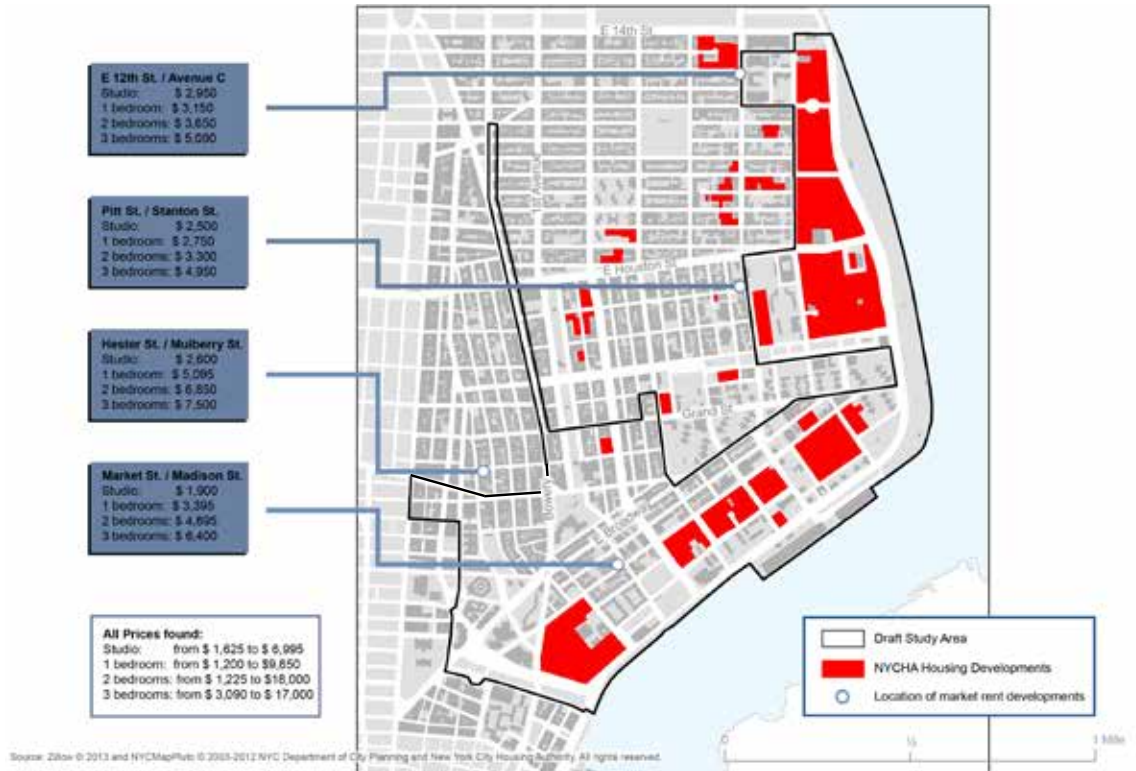 E 12th St. / Avenue C
Studio: $ 2,950
1 bedroom: $ 3,150
2 bedrooms: $ 3,650
3 bedrooms: $ 5,000
Pitt St. / Stanton St.
Studio: $ 2,500
1 bedroom: $ 2,750
2 bedrooms: $ 3,300
3 bedrooms: $ 4,950
Hester St. / Mulberry St.
Studio: $ 2,600
1 bedroom: $ 5,095
2 bedrooms: $ 6,850
3 bedrooms: $ 7,500
Market St. / Madison St.
Studio: $ 1,900
1 bedroom: $ 3,395
2 bedrooms: $ 4,695
3 bedrooms: $ 6,400
All Prices found:
Studio: from $ 1,625 to $ 6,995
1 bedroom: from $ 1,200 to $9,850
2 bedrooms: from $ 1,225 to $18,000
3 bedrooms: from $ 3,090 to $ 17,000
E 14th St
1st Avenue
E Houston St
Grand St
Bowery
E Broadway
Draft Study Area
NYCHA Housing Developments
Location of market rent developments
0 ½ 1 Mile
Source: Zillow © 2013 and NYCMapPluto © 2003-2012 NYC Department of City Planning and New York City Housing Authority. All rights reserved.